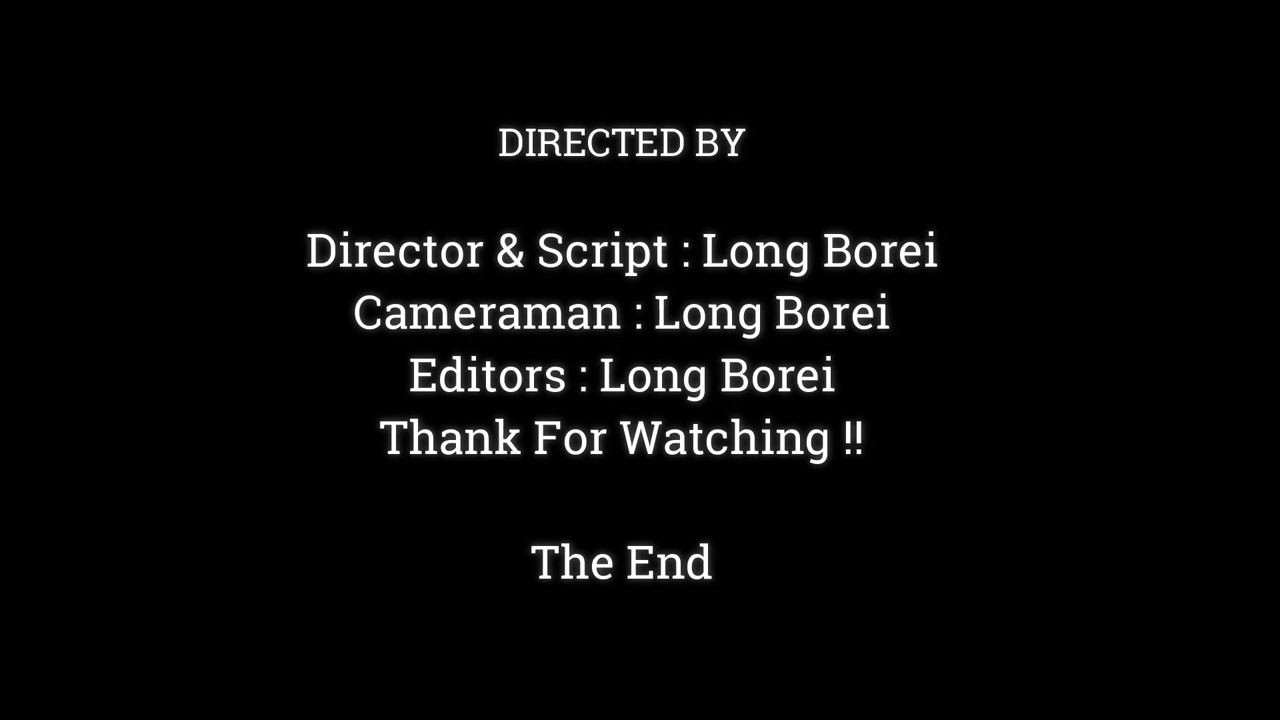 DIRECTED BY
Director & Script : Long Borei
Cameraman : Long Borei
Editors : Long Borei
Thank For Watching !!
The End